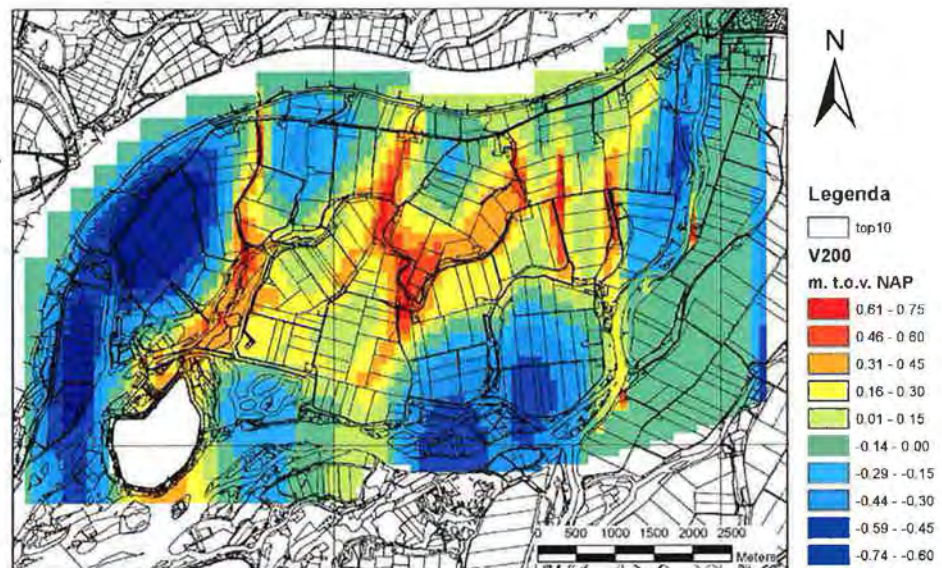 N
Legenda
top10
V200
m. t.o.v. NAP
0.61 - 0.75
0.46 - 0.60
0.31 - 0.45
0.16 - 0.30
0.01 - 0.15
-0.14 - 0.00
-0.29 - -0.15
-0.44 - -0.30
-0.59 - -0.45
-0.74 - -0.60
0 500 1000 1500 2000 2500
Meters